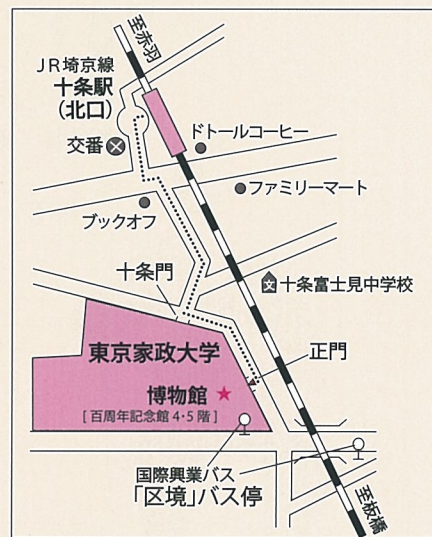 至赤羽
JR埼京線
十条駅
(北口)
交番
ドトールコーヒー
ファミリーマート
ブックオフ
十条門
文
十条富士見中学校
東京家政大学
正門
博物館 ★
[百周年記念館4・5階]
国際興業バス
「区境」バス停
至板橋